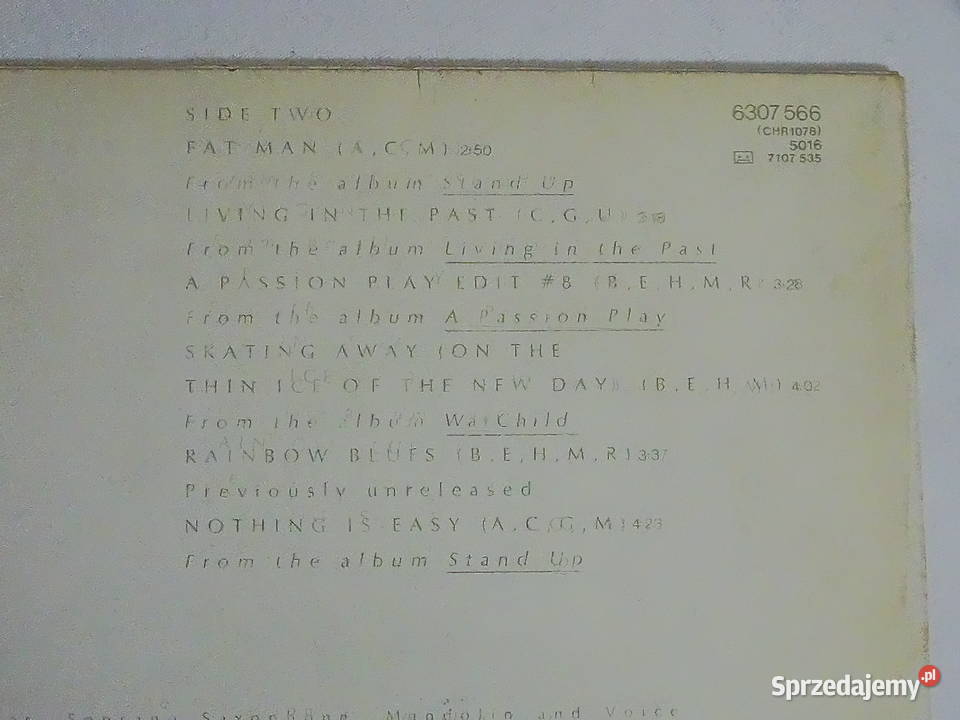 SIDE TWO
6307 566
(CHR1078)
FAT MAN (A,C,M) 2:50
5016
7107 535
From the album Stand Up
LIVING IN THE PAST (C,G,U) 3:18
From the album Living in the Past
A PASSION PLAY EDIT #8 (B,E,H,M,R) 3:28
From the album A Passion Play
SKATING AWAY (ON THE
THIN ICE OF THE NEW DAY) (B,E,H,M) 4:02
From the album WarChild
RAINBOW BLUES (B,E,H,M,R) 3:37
Previously unreleased
NOTHING IS EASY (A,C,G,M) 4:23
From the album Stand Up
Mandolin and Voice
Sprzedajemy.pl